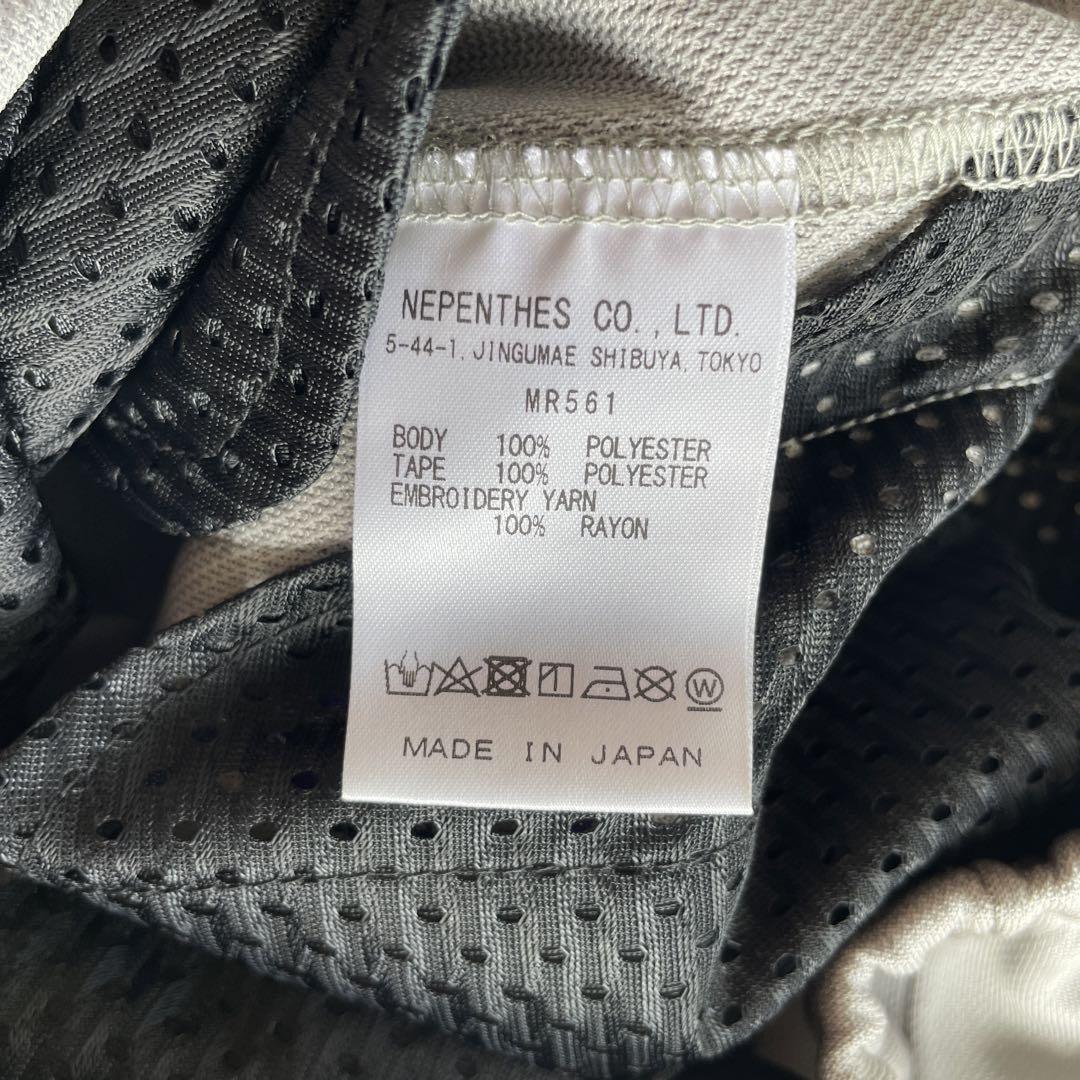 NEPENTHES CO., LTD.
5-44-1, JINGUMAE SHIBUYA, TOKYO
MR561
BODY 100% POLYESTER
TAPE 100% POLYESTER
EMBROIDERY YARN
100% RAYON
W
MADE IN JAPAN